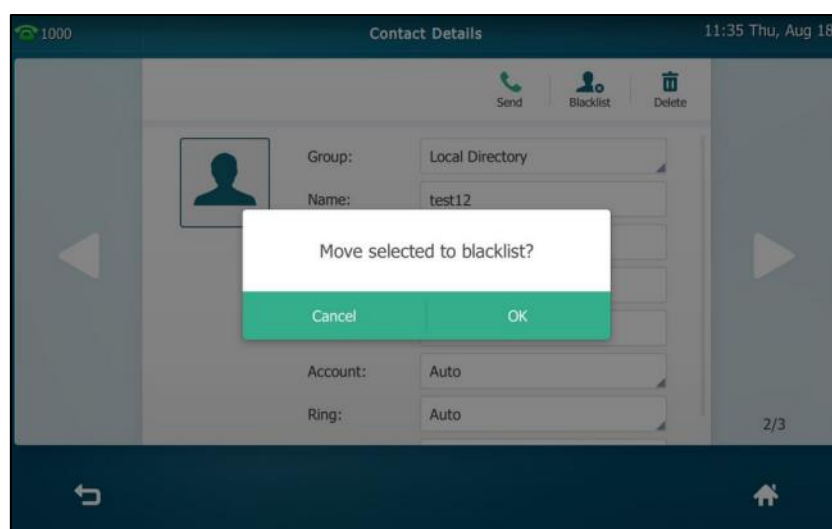 1000 Contact Details 11:35 Thu, Aug 18
Send Blacklist Delete
Group: Local Directory
Name: test12
Move selected to blacklist?
Cancel OK
Account: Auto
Ring: Auto
2/3